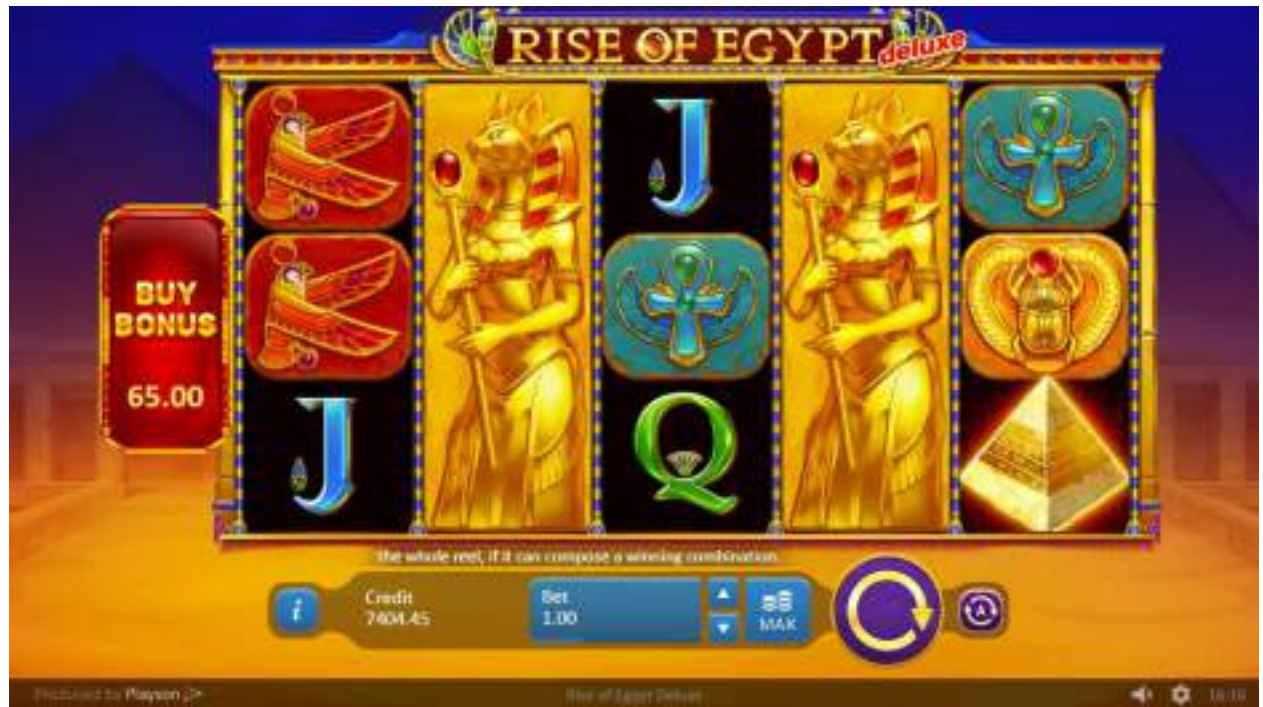 RISE OF EGYPT
deluxe
J
BUY
BONUS
65.00
J
Q
the whole reel, if it can compose a winning combination
i
Credit
7404.45
Bet
1.00
MAX
A
Produced by Playson
Rise of Egypt Deluxe